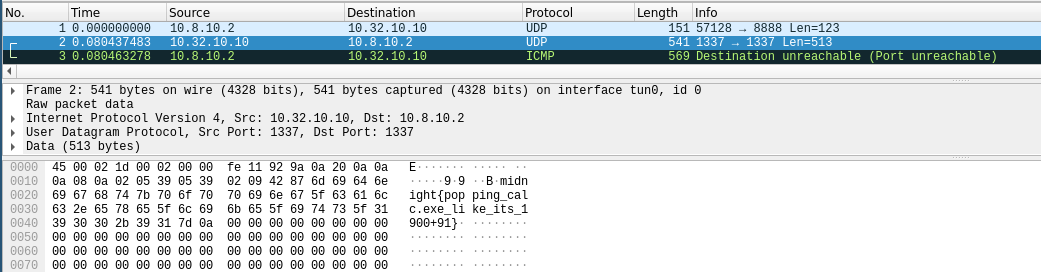 No. Time Source Destination Protocol Length Info
1 0.000000000 10.8.10.2 10.32.10.10 UDP 151 57128 → 8888 Len=123
2 0.080437483 10.32.10.10 10.8.10.2 UDP 541 1337 → 1337 Len=513
3 0.080463278 10.8.10.2 10.32.10.10 ICMP 569 Destination unreachable (Port unreachable)
Frame 2: 541 bytes on wire (4328 bits), 541 bytes captured (4328 bits) on interface tun0, id 0
Raw packet data
Internet Protocol Version 4, Src: 10.32.10.10, Dst: 10.8.10.2
User Datagram Protocol, Src Port: 1337, Dst Port: 1337
Data (513 bytes)
0000 45 00 02 1d 00 02 00 00 fe 11 92 9a 0a 20 0a 0a E······· ····· ··
0010 0a 08 0a 02 05 39 05 39 02 09 42 87 6d 69 64 6e ·····9·9 ··B·midn
0020 69 67 68 74 7b 70 6f 70 70 69 6e 67 5f 63 61 6c ight{pop ping_cal
0030 63 2e 65 78 65 5f 6c 69 6b 65 5f 69 74 73 5f 31 c.exe_li ke_its_1
0040 39 30 30 2b 39 31 7d 0a 00 00 00 00 00 00 00 00 900+91}· ········
0050 00 00 00 00 00 00 00 00 00 00 00 00 00 00 00 00 ········ ········
0060 00 00 00 00 00 00 00 00 00 00 00 00 00 00 00 00 ········ ········
0070 00 00 00 00 00 00 00 00 00 00 00 00 00 00 00 00 ········ ········